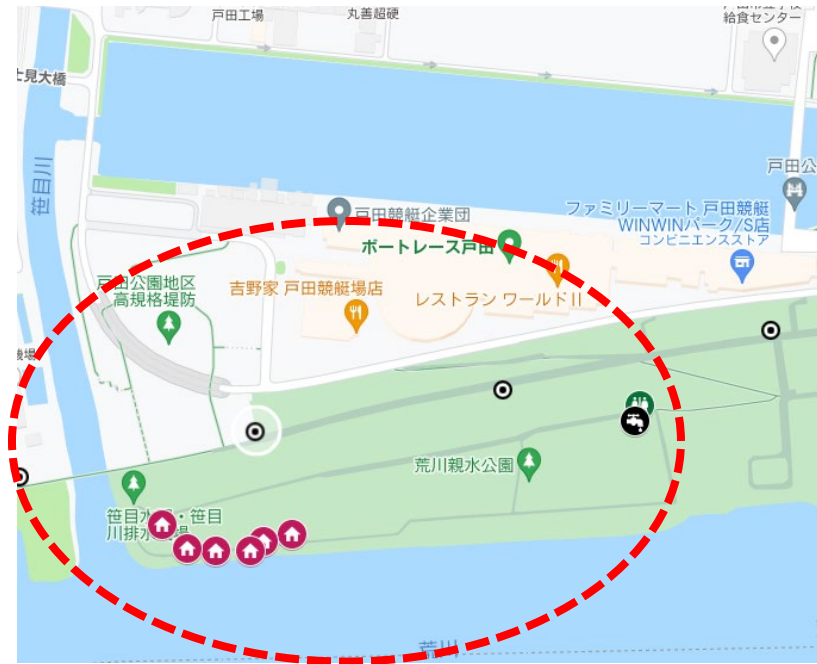 戸田工場
丸善超硬
給食センター
士見大橋
笹目川
戸田公
戸田競艇企業団
ファミリーマート 戸田競艇
WINWINパーク/S店
コンビニエンスストア
ボートレース戸田
戸田公園地区
高規格堤防
吉野家 戸田競艇場店
レストラン ワールドII
機場
荒川親水公園
笹目水門・笹目
川排水機場
荒川